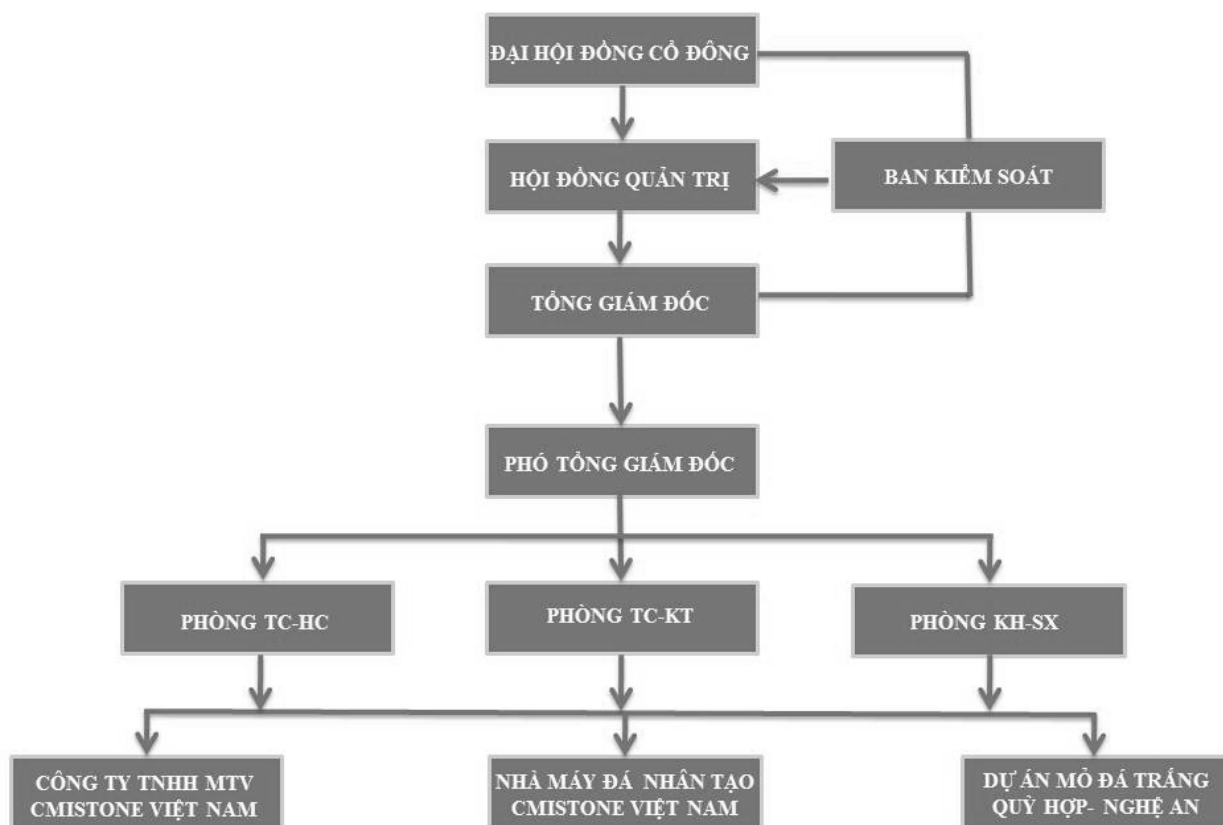 ĐẠI HỘI ĐỒNG CỔ ĐÔNG
HỘI ĐỒNG QUẢN TRỊ
BAN KIỂM SOÁT
TỔNG GIÁM ĐỐC
PHÓ TỔNG GIÁM ĐỐC
PHÒNG TC-HC
PHÒNG TC-KT
PHÒNG KH-SX
CÔNG TY TNHH MTV
CMISTONE VIỆT NAM
NHÀ MÁY ĐÁ NHÂN TẠO
CMISTONE VIỆT NAM
DỰ ÁN MỎ ĐÁ TRẮNG
QUỲ HỢP- NGHỆ AN